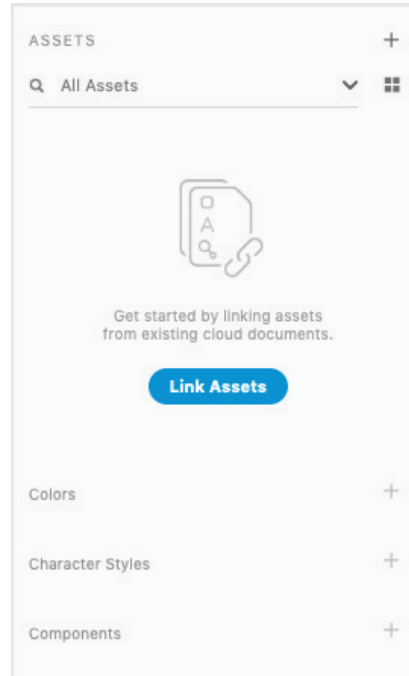 ASSETS
All Assets
A
Get started by linking assets
from existing cloud documents.
Link Assets
Colors
Character Styles
Components